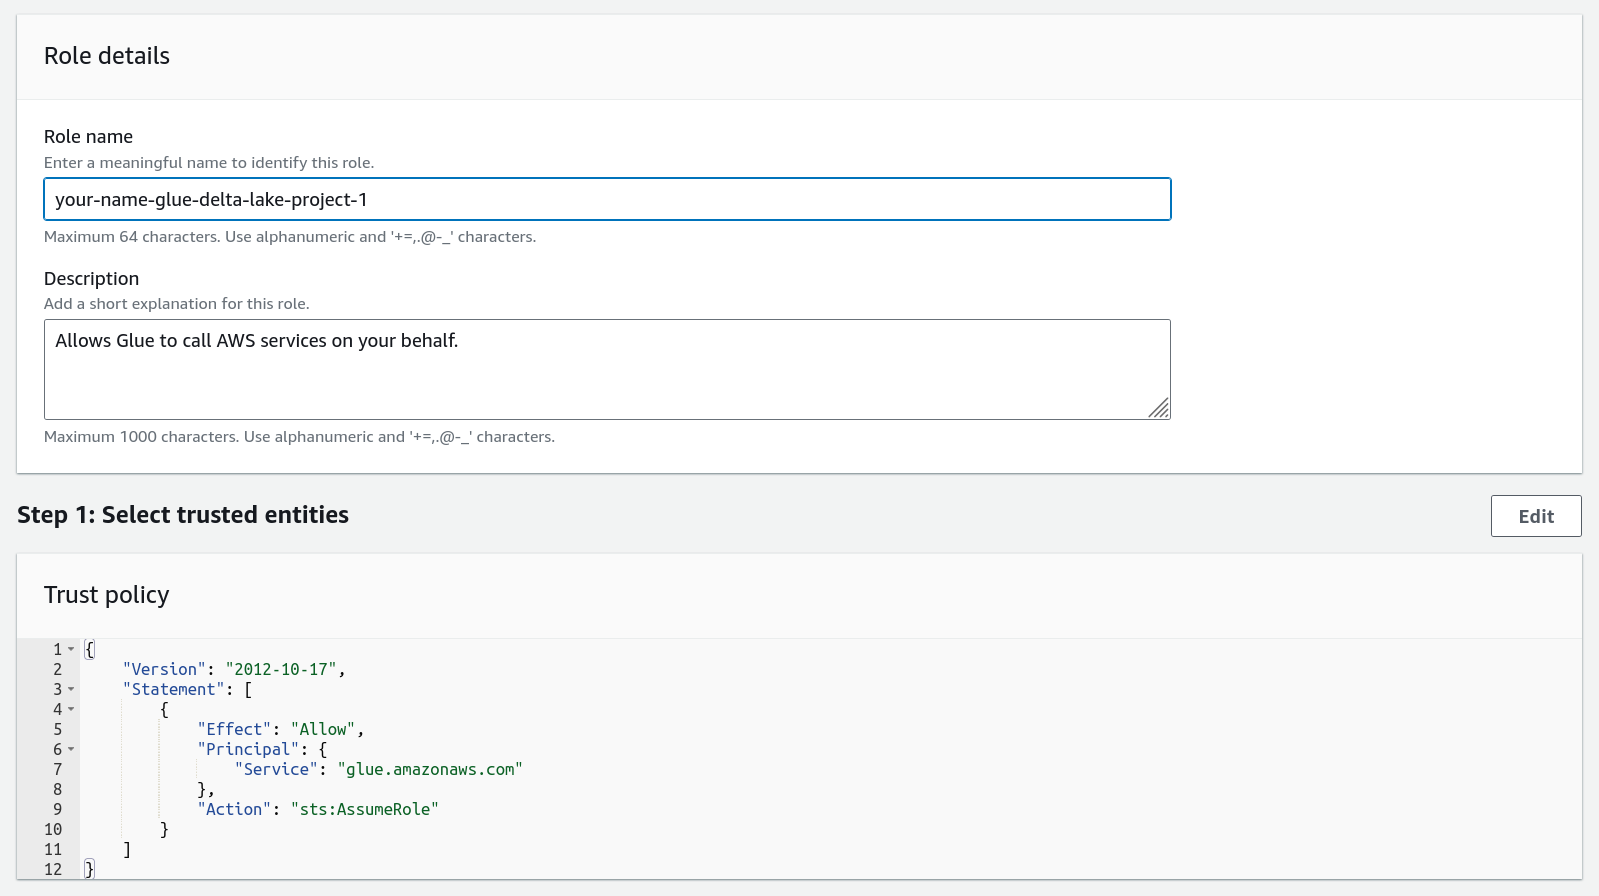 Role details
Role name
Enter a meaningful name to identify this role.
your-name-glue-delta-lake-project-1
Maximum 64 characters. Use alphanumeric and '+=,.@-_' characters.
Description
Add a short explanation for this role.
Allows Glue to call AWS services on your behalf.
Maximum 1000 characters. Use alphanumeric and '+=,.@-_' characters.
Step 1: Select trusted entities
Edit
Trust policy
1 {
2     "Version": "2012-10-17",
3     "Statement": [
4         {
5             "Effect": "Allow",
6             "Principal": {
7                 "Service": "glue.amazonaws.com"
8             },
9             "Action": "sts:AssumeRole"
10         }
11     ]
12 }